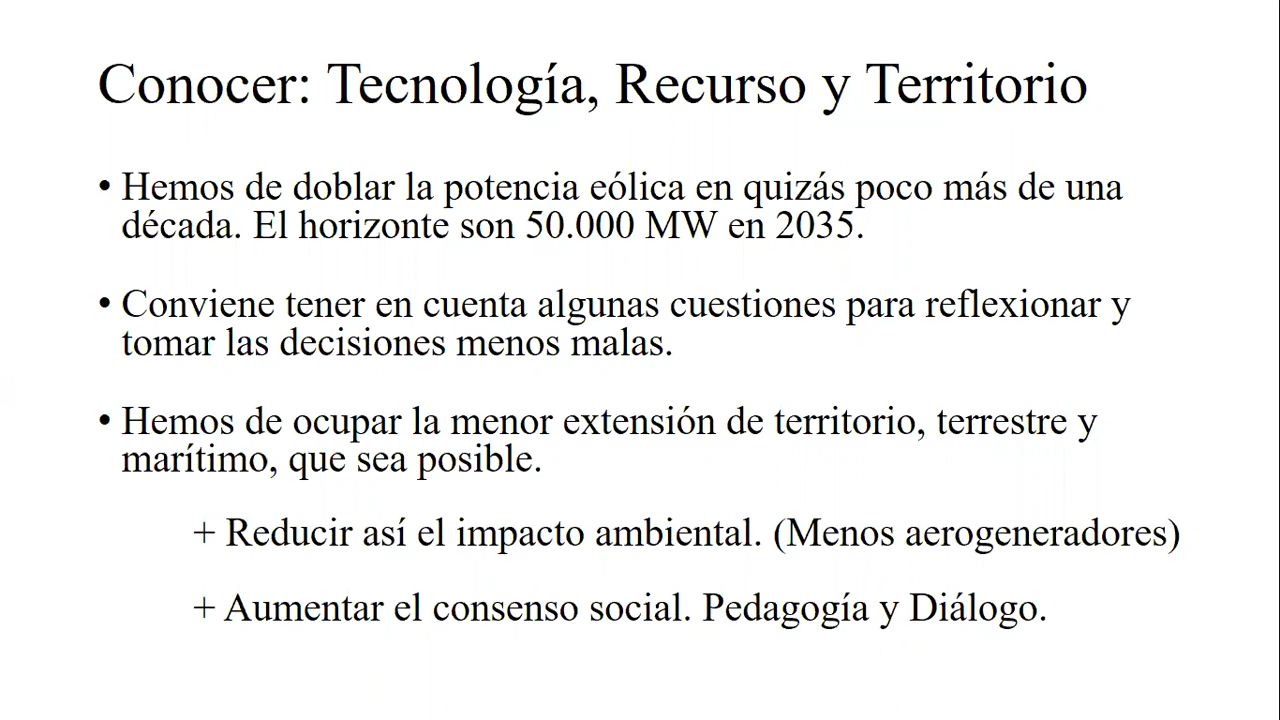 Conocer: Tecnología, Recurso y Territorio
• Hemos de doblar la potencia eólica en quizás poco más de una
década. El horizonte son 50.000 MW en 2035.
• Conviene tener en cuenta algunas cuestiones para reflexionar y
tomar las decisiones menos malas.
• Hemos de ocupar la menor extensión de territorio, terrestre y
marítimo, que sea posible.
+ Reducir así el impacto ambiental. (Menos aerogeneradores)
+ Aumentar el consenso social. Pedagogía y Diálogo.